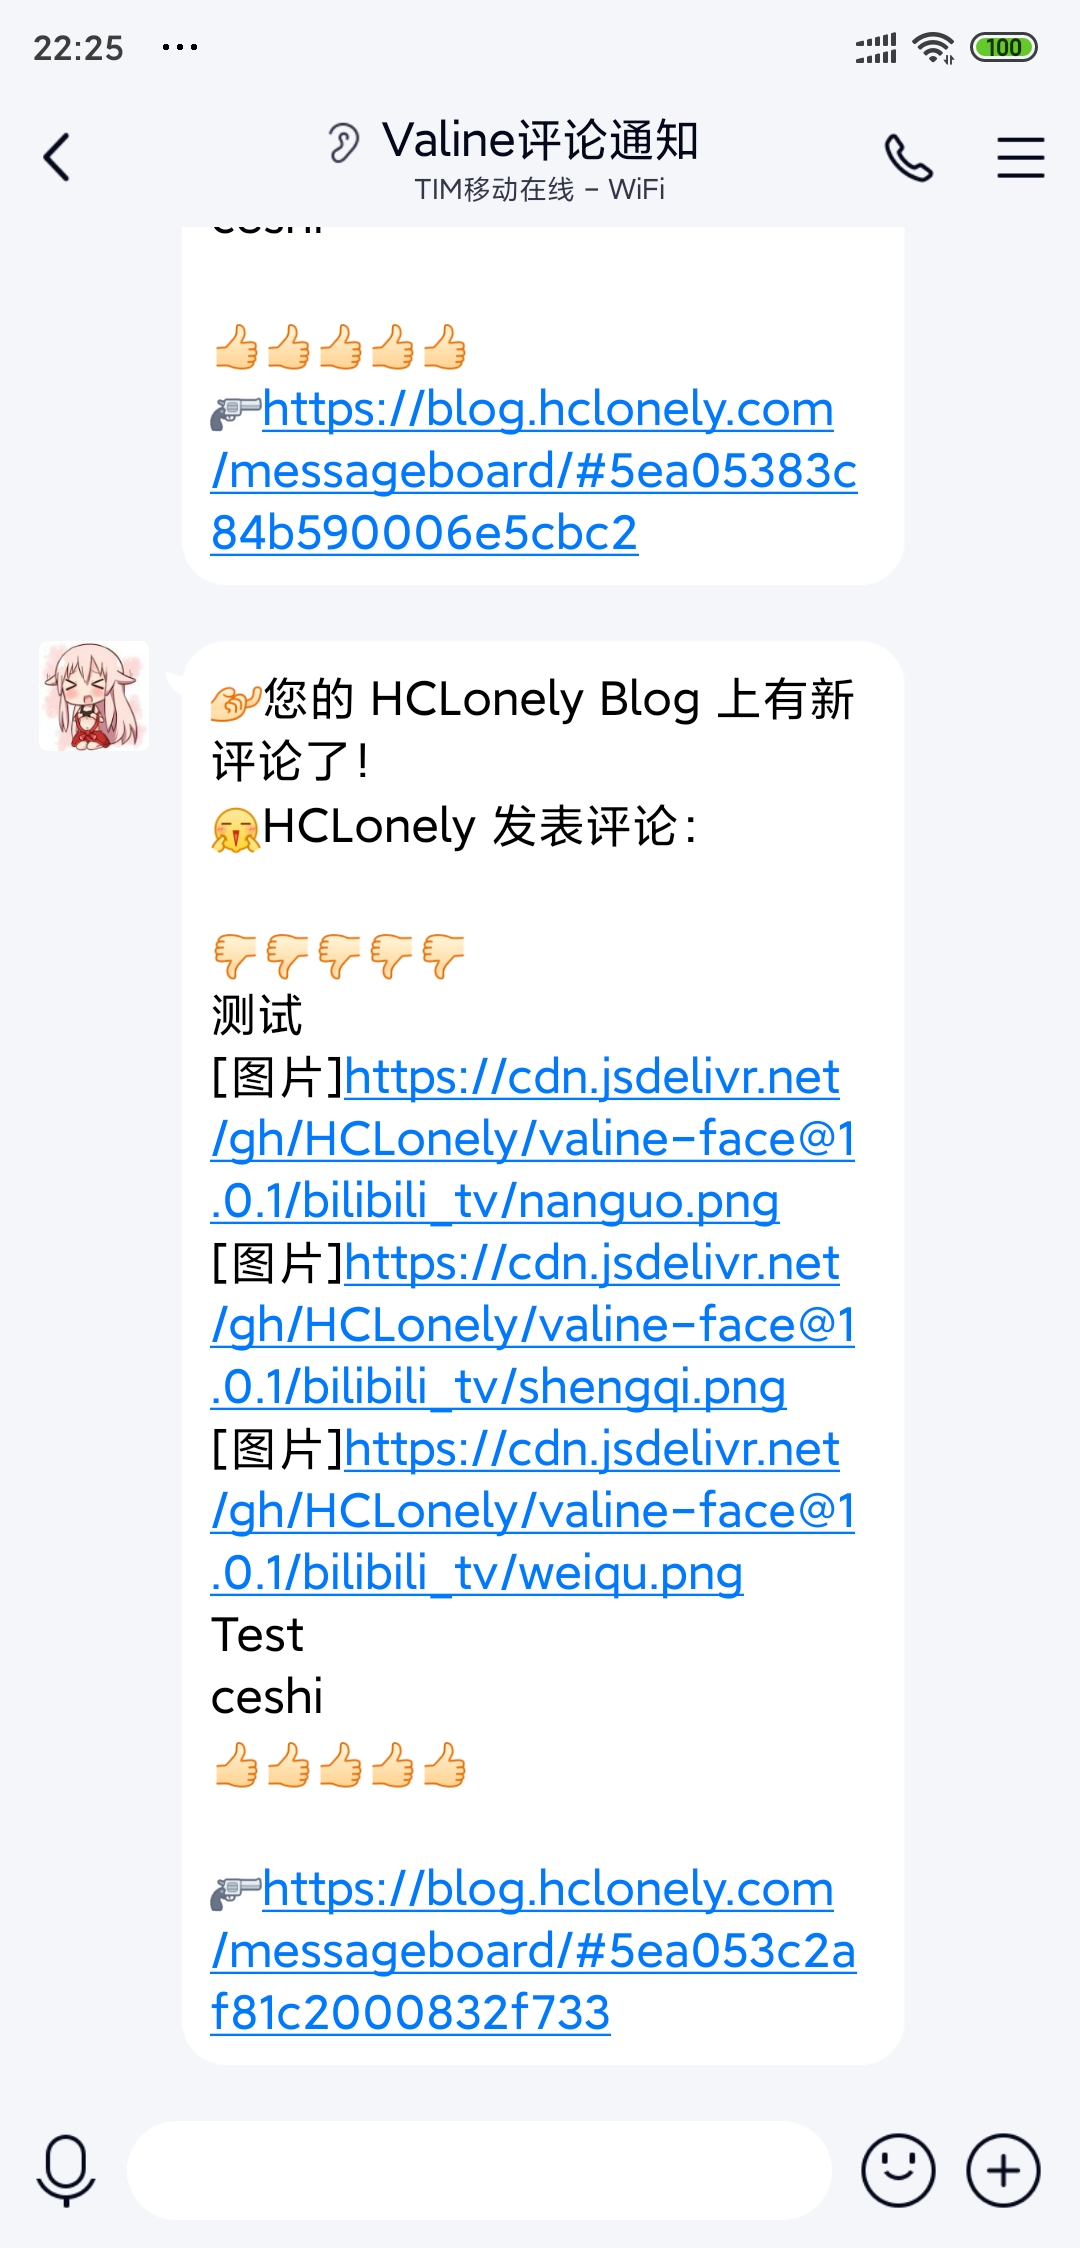 22:25
100
Valine评论通知
TIM移动在线 - WiFi
ceshi
https://blog.hclonely.com
/messageboard/#5ea05383c
84b590006e5cbc2
您的 HCLonely Blog 上有新
评论了！
HCLonely 发表评论：
测试
[图片]https://cdn.jsdelivr.net
/gh/HCLonely/valine-face@1
.0.1/bilibili_tv/nanguo.png
[图片]https://cdn.jsdelivr.net
/gh/HCLonely/valine-face@1
.0.1/bilibili_tv/shengqi.png
[图片]https://cdn.jsdelivr.net
/gh/HCLonely/valine-face@1
.0.1/bilibili_tv/weiqu.png
Test
ceshi
https://blog.hclonely.com
/messageboard/#5ea053c2a
f81c2000832f733